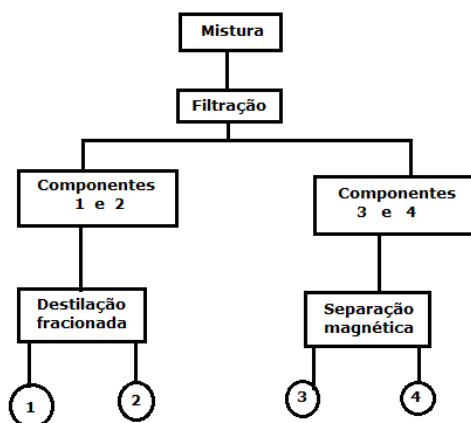 Mistura
Filtração
Componentes
1 e 2
Componentes
3 e 4
Destilação
fracionada
Separação
magnética
1
2
3
4